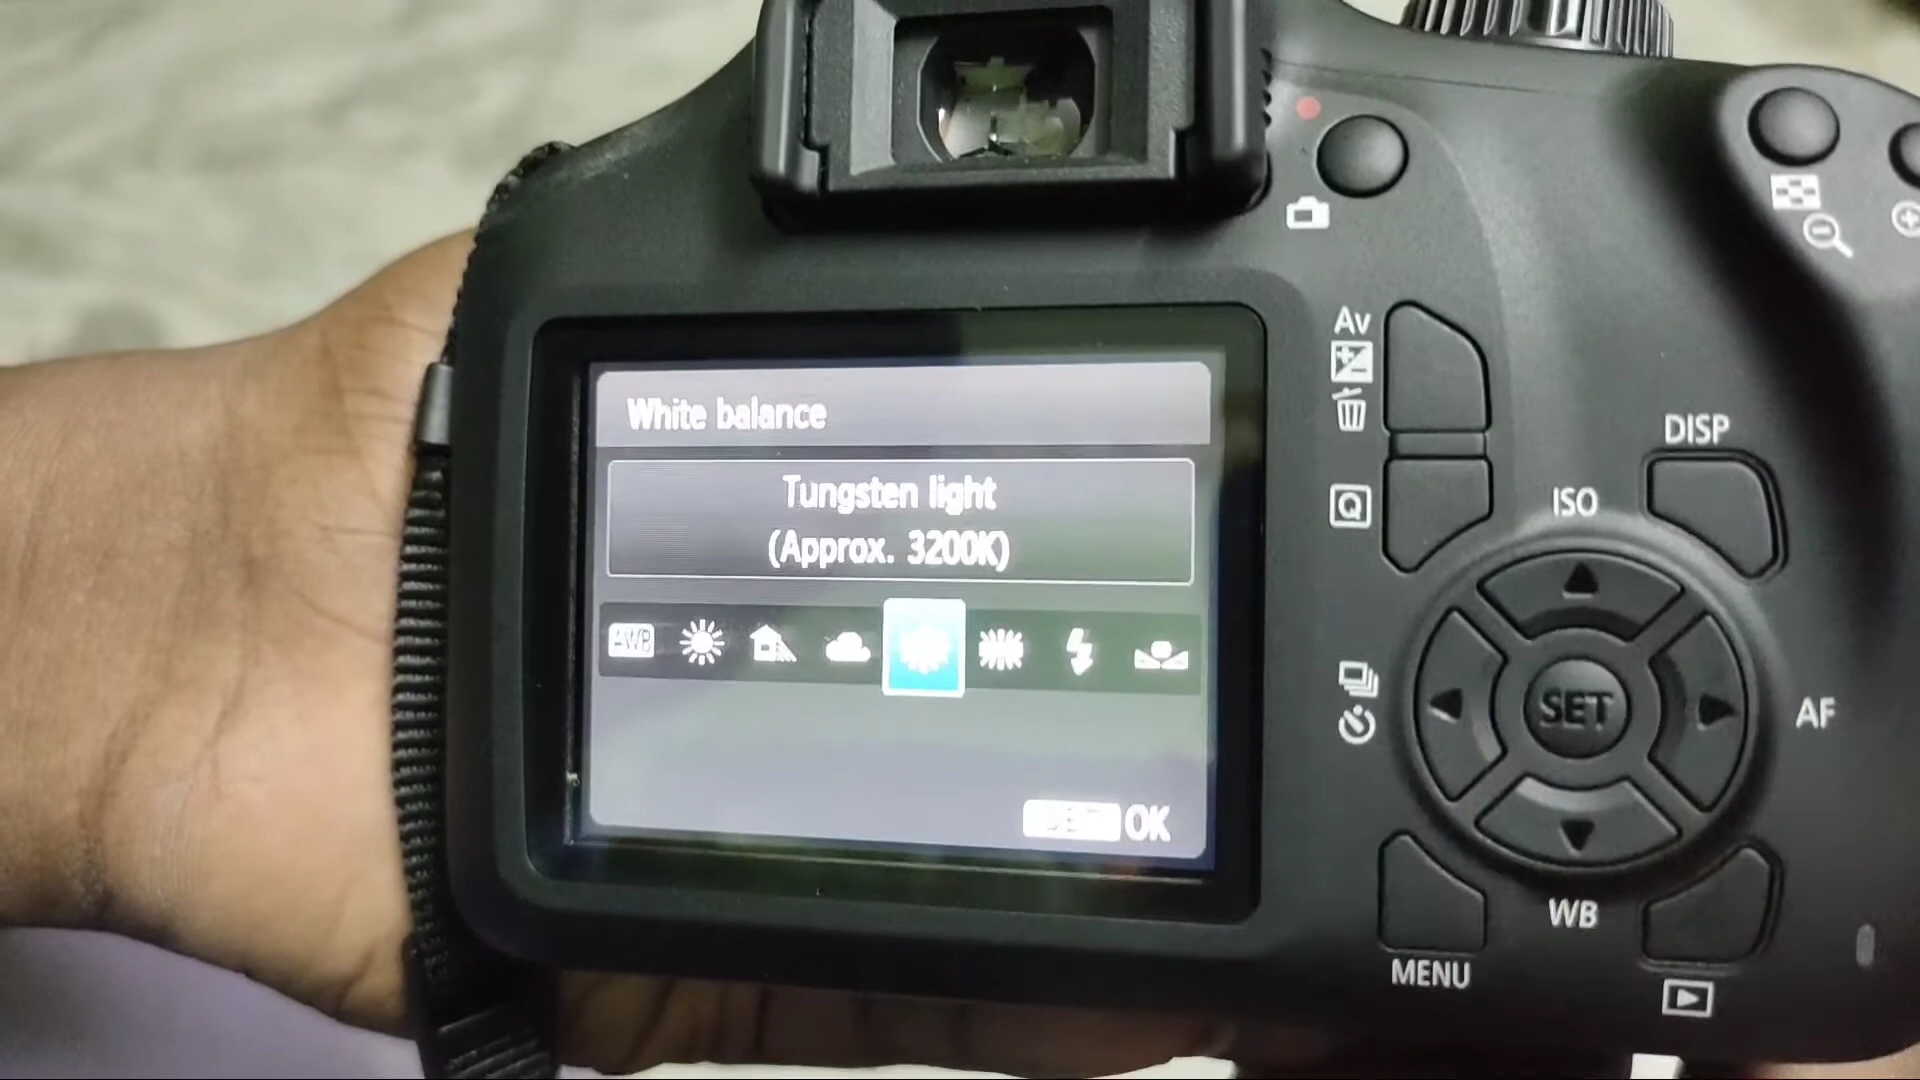 White balance
Tungsten light
(Approx. 3200K)
AWB
OK
Av
Q
DISP
ISO
SET
AF
WB
MENU